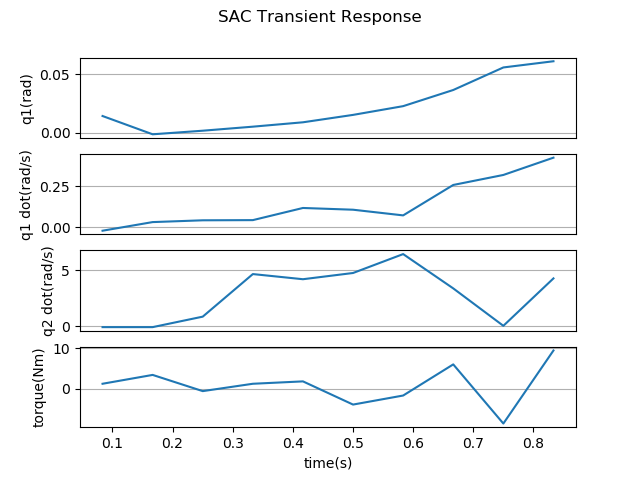 SAC Transient Response
0.05
0.00
q1(rad)
0.25
0.00
q1 dot(rad/s)
5
0
q2 dot(rad/s)
10
0
torque(Nm)
0.1 0.2 0.3 0.4 0.5 0.6 0.7 0.8
time(s)